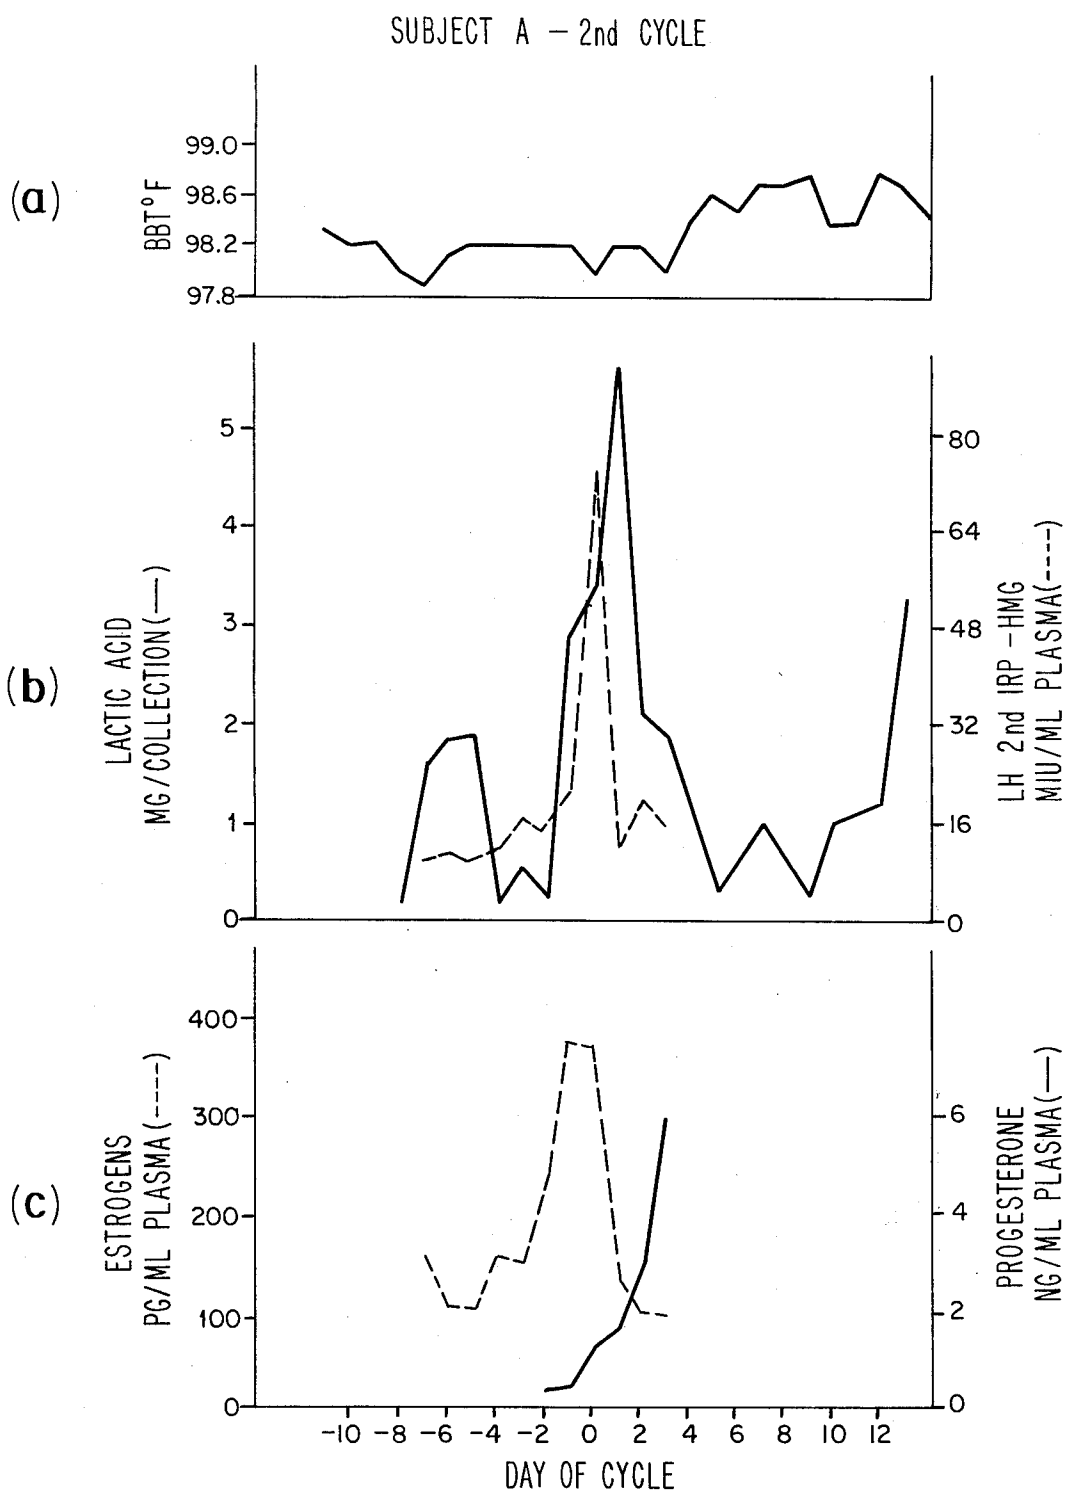 SUBJECT A — 2nd CYCLE
(a)
BBT°F
99.0
98.6
98.2
97.8
(b)
LACTIC ACID
MG/COLLECTION(—)
5
4
3
2
1
0
80
64
48
32
16
0
LH 2nd IRP -HMG
MIU/ML PLASMA(----)
(c)
ESTROGENS
PG/ML PLASMA(----)
400
300
200
100
0
6
4
2
0
PROGESTERONE
NG/ML PLASMA(—)
-10 -8 -6 -4 -2 0 2 4 6 8 10 12
DAY OF CYCLE